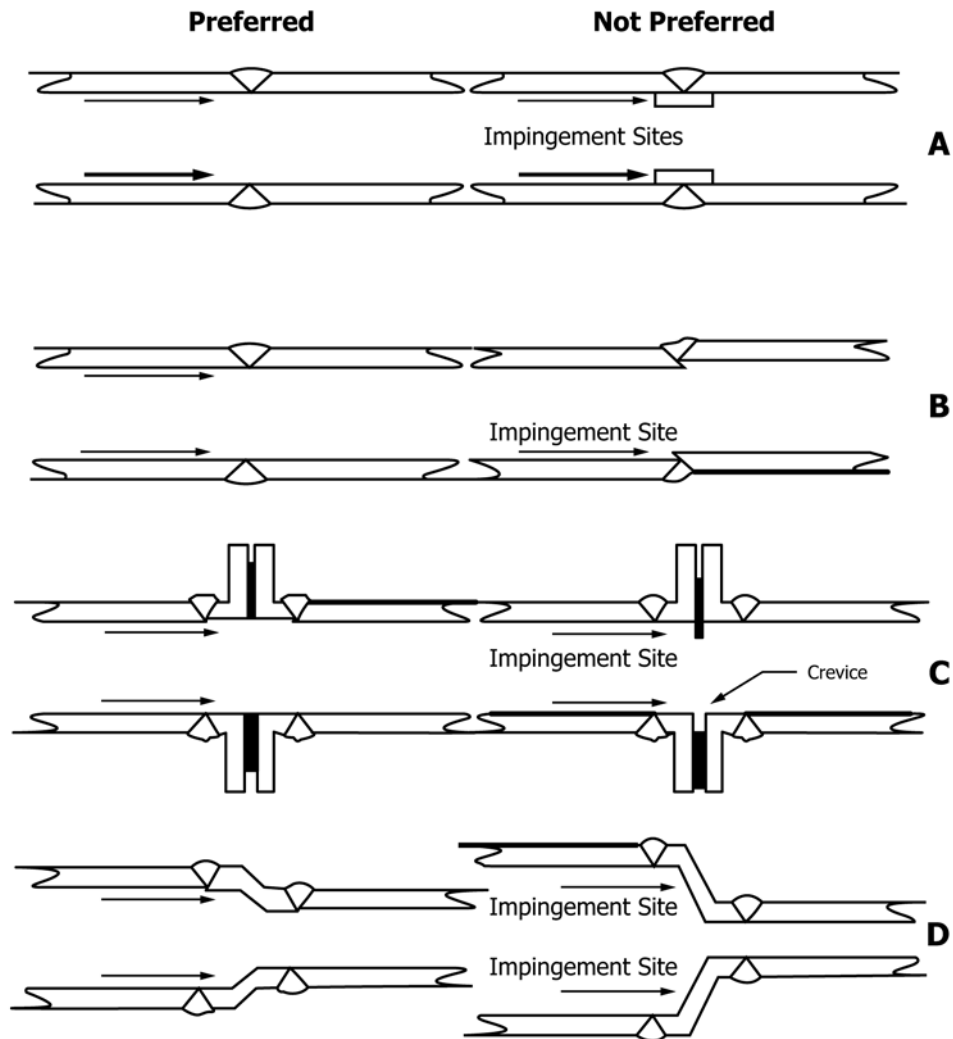 Preferred
Not Preferred
Impingement Sites
A
Impingement Site
B
Impingement Site
Crevice
C
Impingement Site
Impingement Site
D